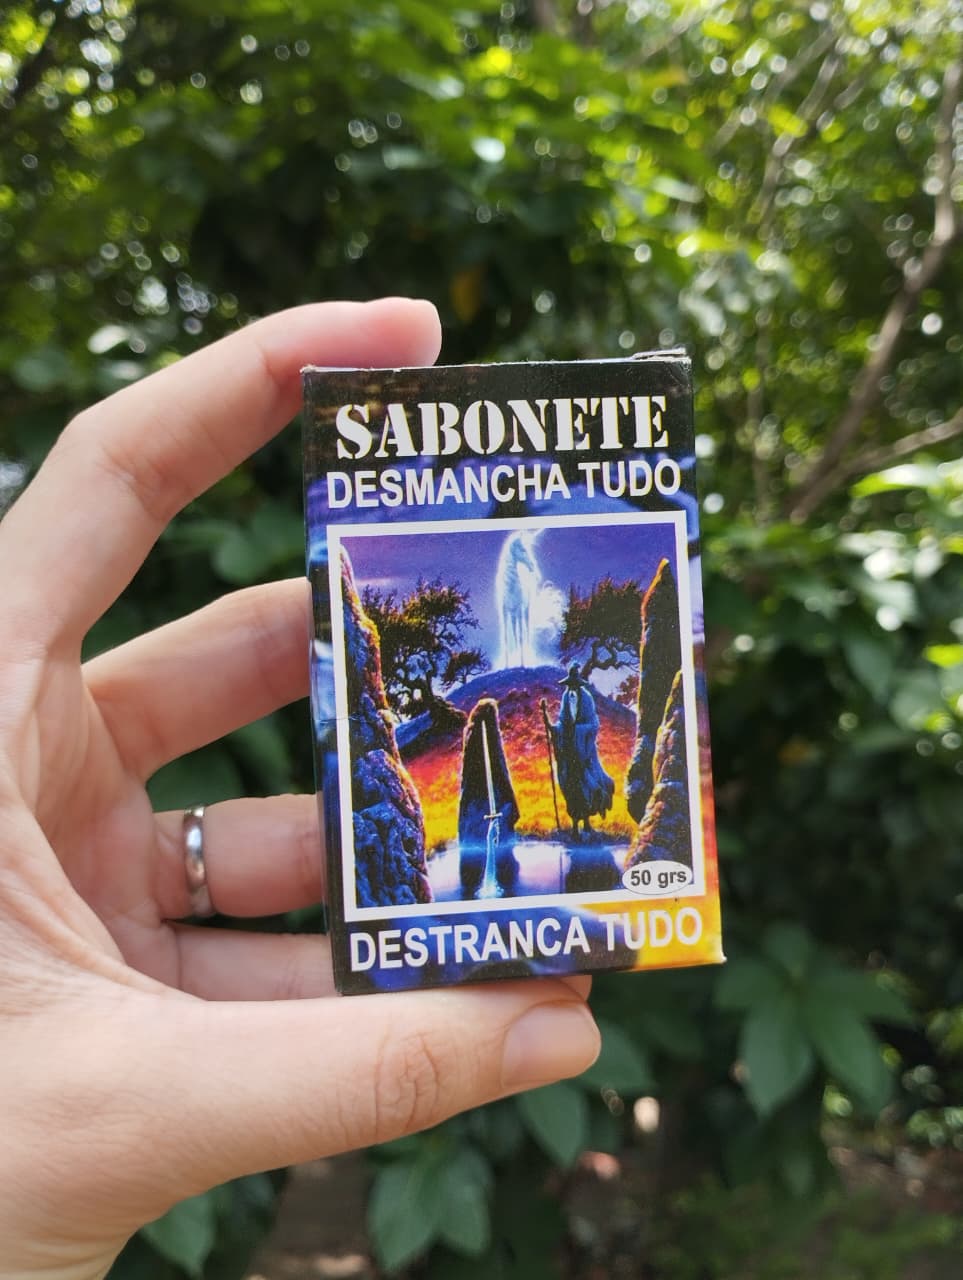 SABONETE
DESMANCHA TUDO
50 grs
DESTRANCA TUDO